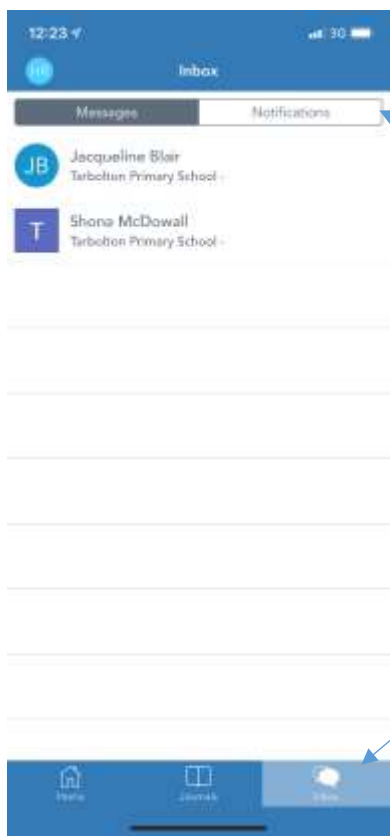 12:23
3G
Inbox
Messages Notifications
JB
Jacqueline Blair
Tarbolton Primary School -
T
Shona McDowall
Tarbolton Primary School -
Home Journals Inbox